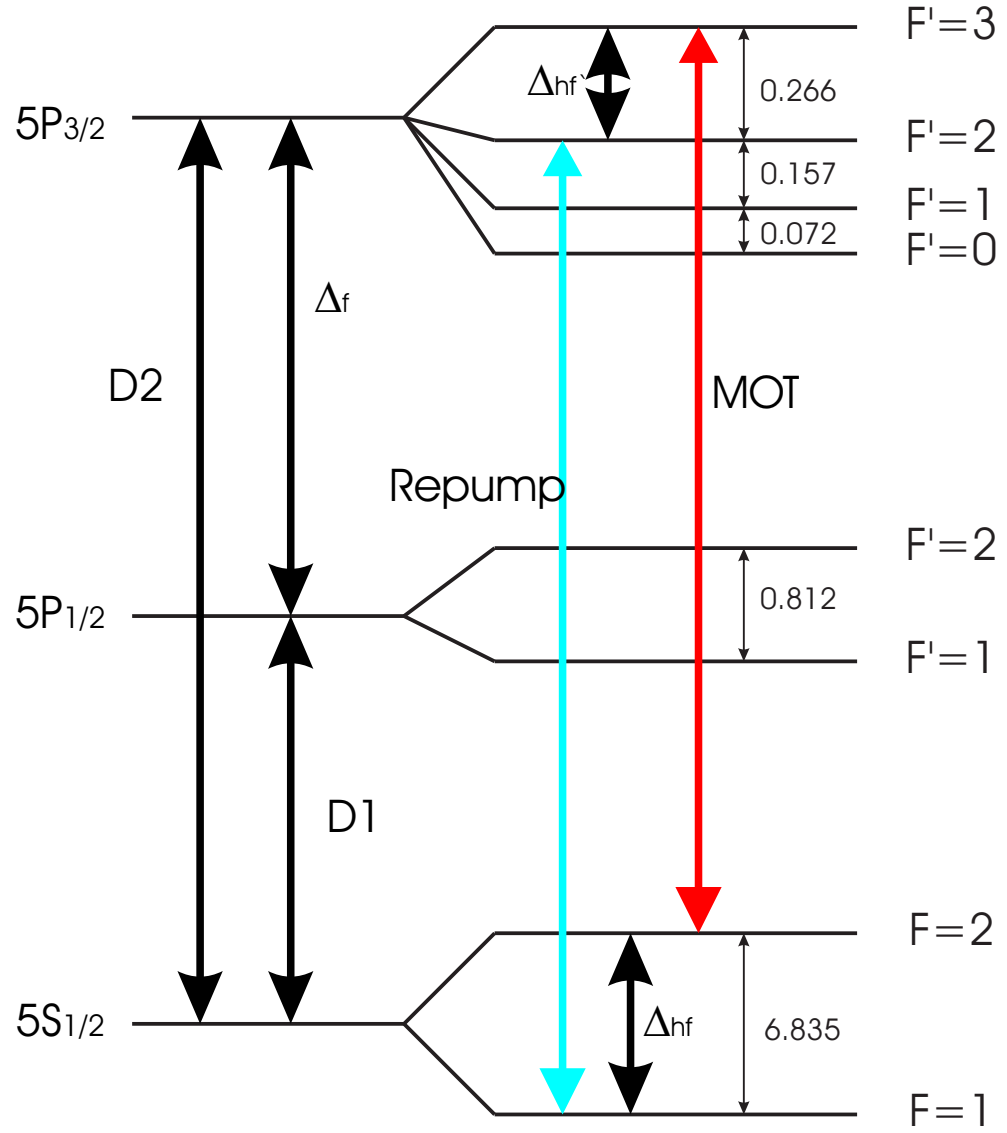 F'=3
Δhf`
0.266
5P3/2
F'=2
0.157
F'=1
0.072
F'=0
Δf
D2
MOT
Repump
F'=2
0.812
5P1/2
F'=1
D1
F=2
5S1/2
Δhf
6.835
F=1